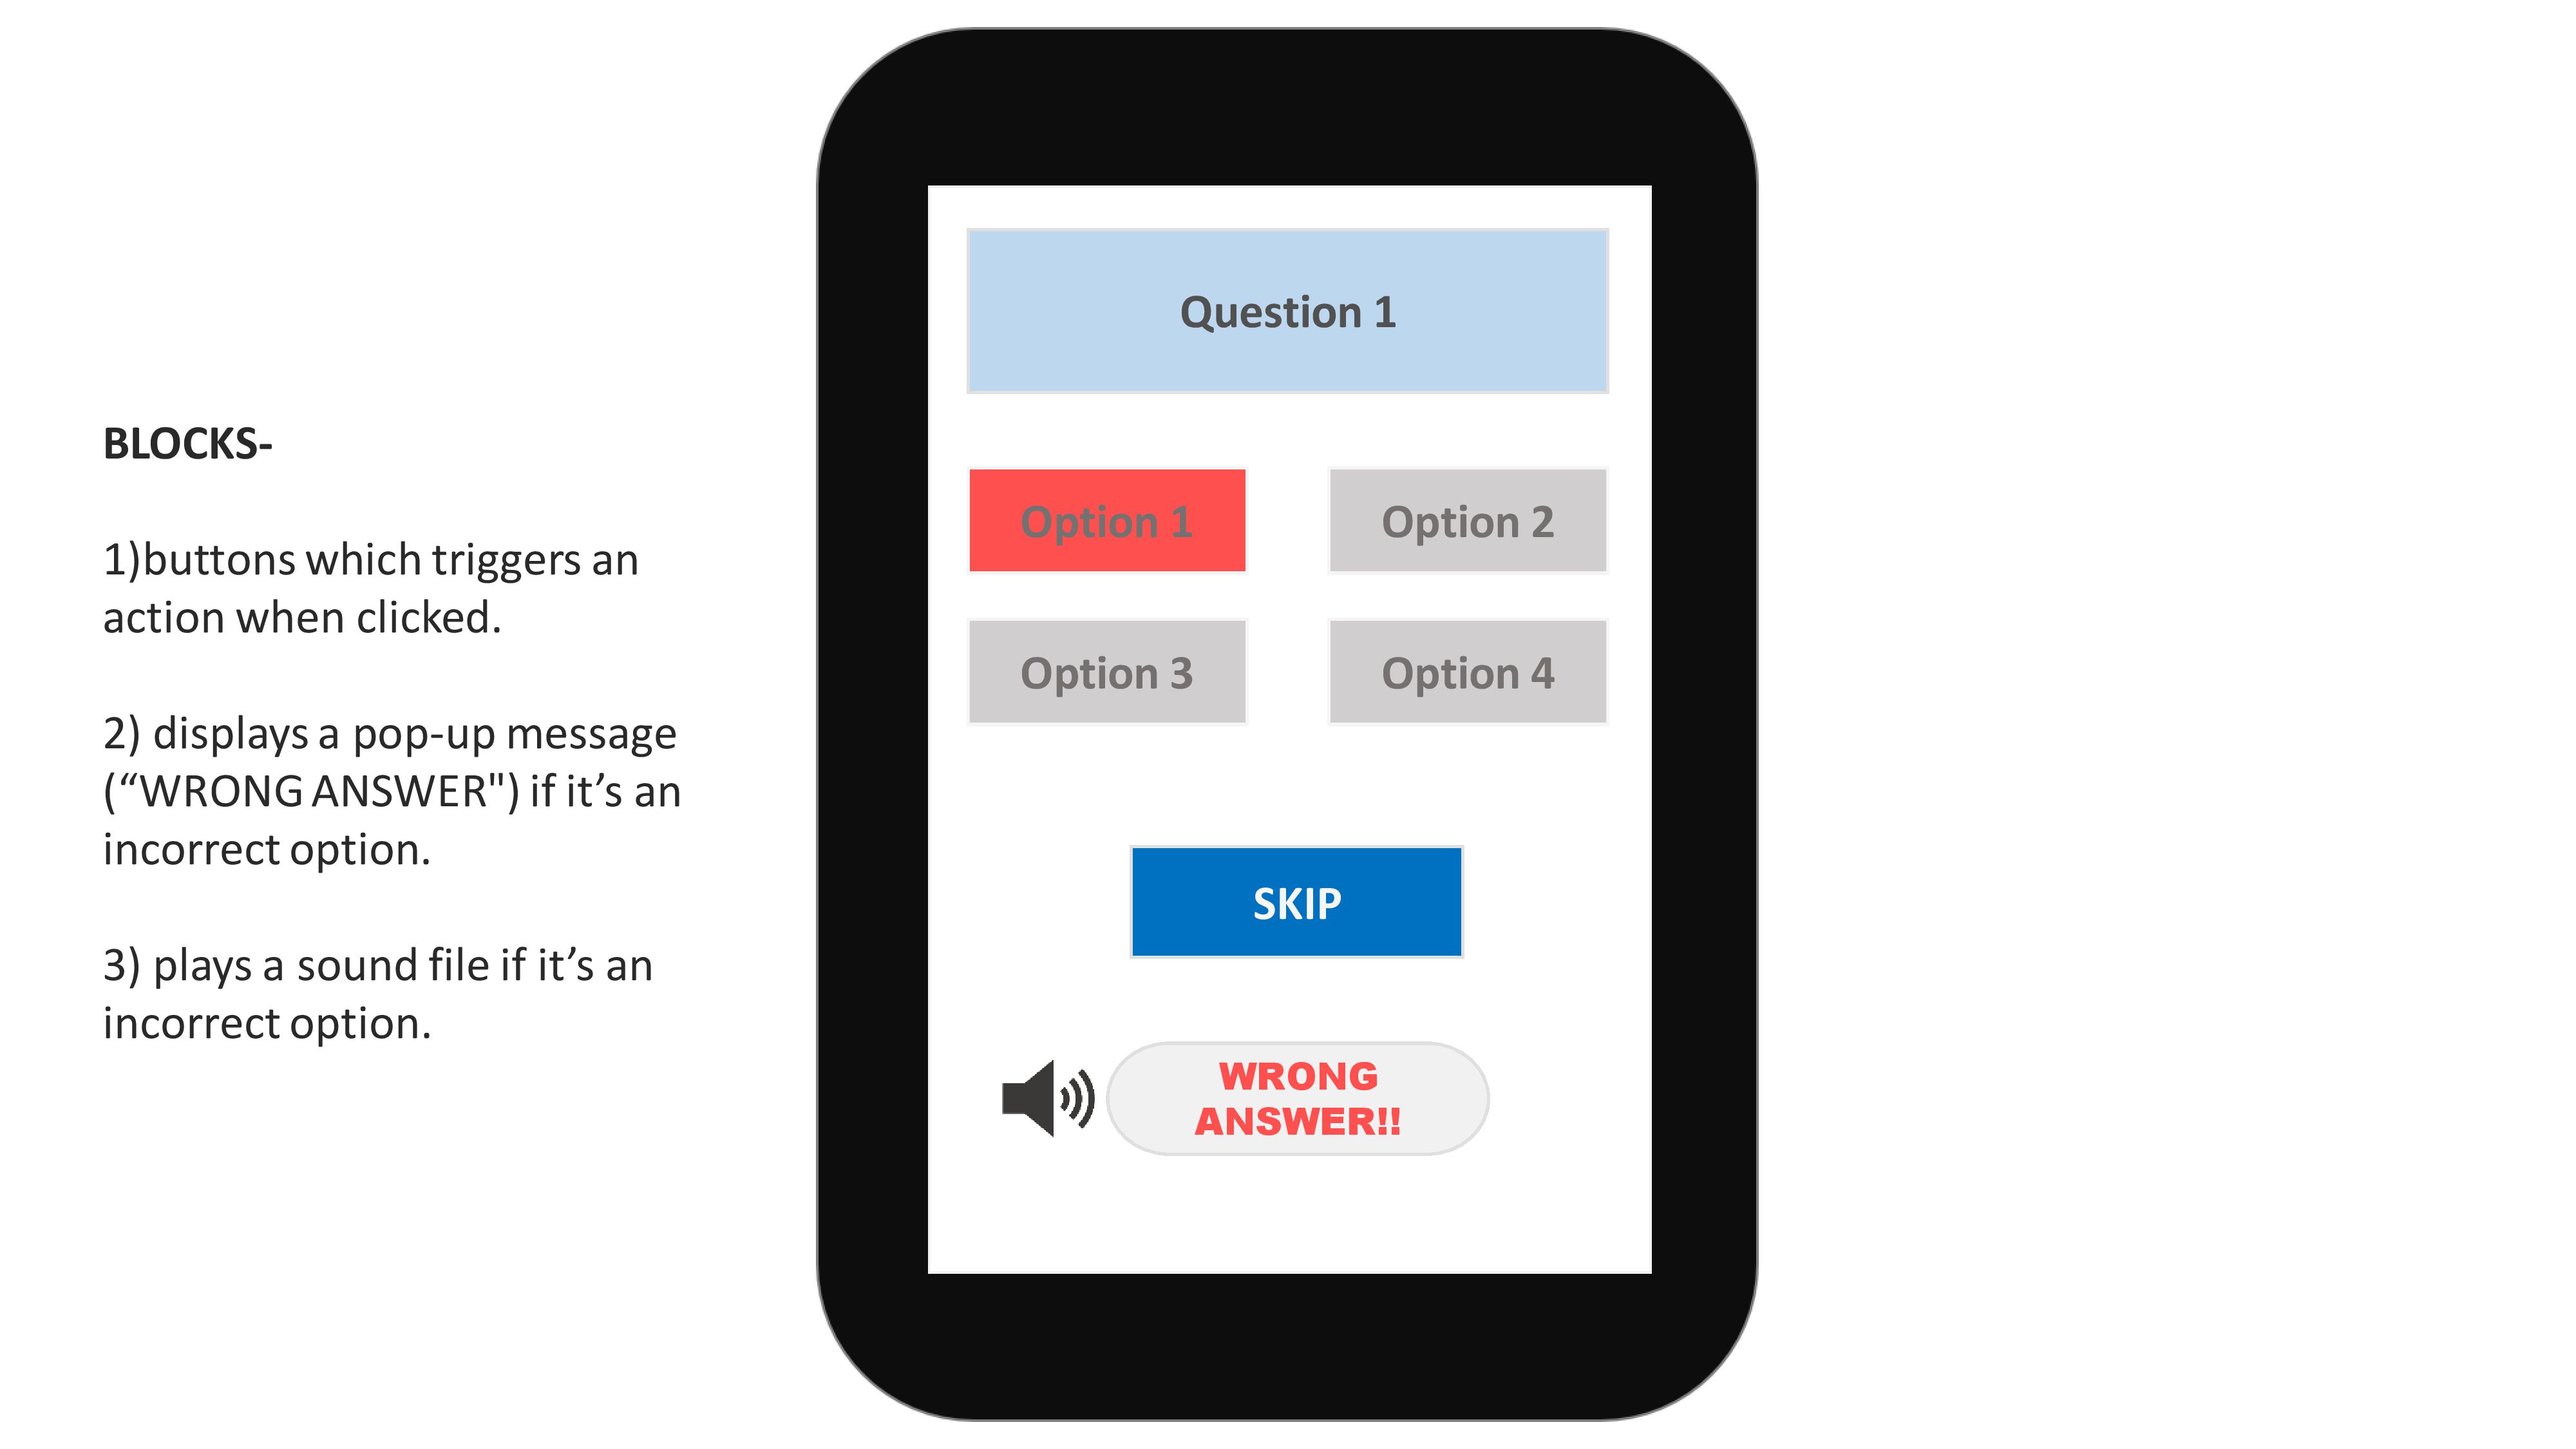 BLOCKS-
1)buttons which triggers an
action when clicked.
2) displays a pop-up message
(“WRONG ANSWER") if it’s an
incorrect option.
3) plays a sound file if it’s an
incorrect option.
Question 1
Option 1
Option 2
Option 3
Option 4
SKIP
WRONG
ANSWER!!